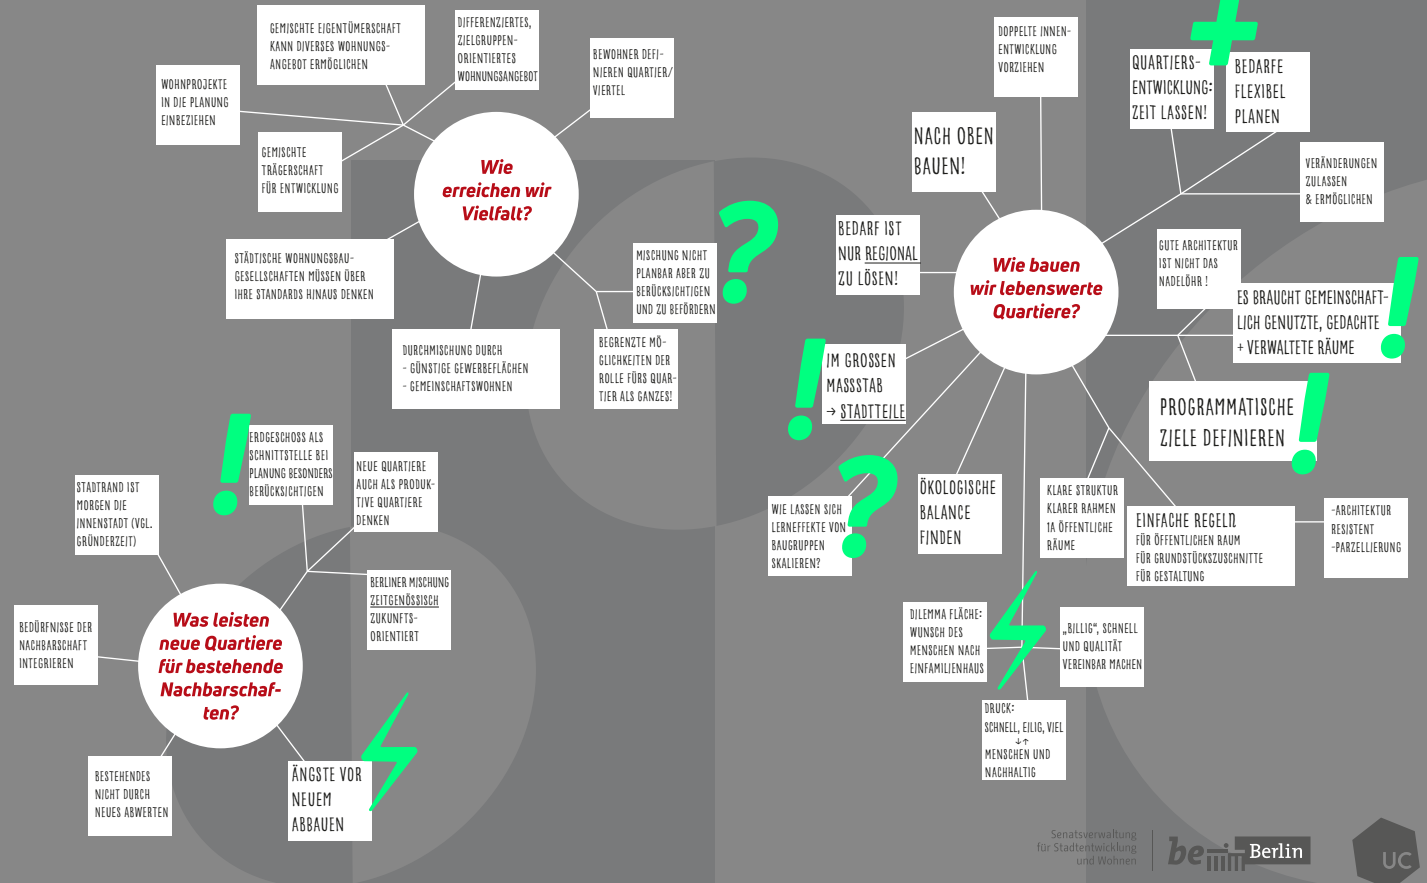 GEMISCHTE EIGENTÜMERSCHAFT
KANN DIVERSES WOHNUNGS-
ANGEBOT ERMÖGLICHEN
DIFFERENZIERTES,
ZIELGRUPPEN-
ORIENTIERTES
WOHNUNGSANGEBOT
BEWOHNER DEFI-
NIEREN QUARTIER/
VIERTEL
WOHNPROJEKTE
IN DIE PLANUNG
EINBEZIEHEN
GEMISCHTE
TRÄGERSCHAFT
FÜR ENTWICKLUNG
Wie
erreichen wir
Vielfalt?
STÄDTISCHE WOHNUNGSBAU-
GESELLSCHAFTEN MÜSSEN ÜBER
IHRE STANDARDS HINAUS DENKEN
MISCHUNG NICHT
PLANBAR ABER ZU
BERÜCKSICHTIGEN
UND ZU BEFÖRDERN
?
DURCHMISCHUNG DURCH
- GÜNSTIGE GEWERBEFLÄCHEN
- GEMEINSCHAFTSWOHNEN
BEGRENZTE MÖ-
GLICHKEITEN DER
ROLLE FÜRS QUAR-
TIER ALS GANZES!
!
ERDGESCHOSS ALS
SCHNITTSTELLE BEI
PLANUNG BESONDERS
BERÜCKSICHTIGEN
NEUE QUARTIERE
AUCH ALS PRODUK-
TIVE QUARTIERE
DENKEN
STADTRAND IST
MORGEN DIE
INNENSTADT (VGL.
GRÜNDERZEIT)
BERLINER MISCHUNG
ZEITGENÖSSISCH
ZUKUNFTS-
ORIENTIERT
BEDÜRFNISSE DER
NACHBARSCHAFT
INTEGRIEREN
Was leisten
neue Quartiere
für bestehende
Nachbarschaf-
ten?
BESTEHENDES
NICHT DURCH
NEUES ABWERTEN
ÄNGSTE VOR
NEUEM
ABBAUEN
DOPPELTE INNEN-
ENTWICKLUNG
VORZIEHEN
+
QUARTIERS-
ENTWICKLUNG:
ZEIT LASSEN!
BEDARFE
FLEXIBEL
PLANEN
NACH OBEN
BAUEN!
VERÄNDERUNGEN
ZULASSEN
& ERMÖGLICHEN
BEDARF IST
NUR REGIONAL
ZU LÖSEN!
Wie bauen
wir lebenswerte
Quartiere?
GUTE ARCHITEKTUR
IST NICHT DAS
NADELÖHR !
ES BRAUCHT GEMEINSCHAFT-
LICH GENUTZTE, GEDACHTE
+ VERWALTETE RÄUME
!
!
IM GROSSEN
MASSSTAB
→ STADTTEILE
PROGRAMMATISCHE
ZIELE DEFINIEREN
!
?
WIE LASSEN SICH
LERNEFFEKTE VON
BAUGRUPPEN
SKALIEREN?
ÖKOLOGISCHE
BALANCE
FINDEN
KLARE STRUKTUR
KLARER RAHMEN
1A ÖFFENTLICHE
RÄUME
EINFACHE REGELN
FÜR ÖFFENTLICHEN RAUM
FÜR GRUNDSTÜCKSZUSCHNITTE
FÜR GESTALTUNG
-ARCHITEKTUR
RESISTENT
-PARZELLIERUNG
DILEMMA FLÄCHE:
WUNSCH DES
MENSCHEN NACH
EINFAMILIENHAUS
„BILLIG“, SCHNELL
UND QUALITÄT
VEREINBAR MACHEN
DRUCK:
SCHNELL, EILIG, VIEL
↓↑
MENSCHEN UND
NACHHALTIG
Senatsverwaltung
für Stadtentwicklung
und Wohnen
be Berlin
UC